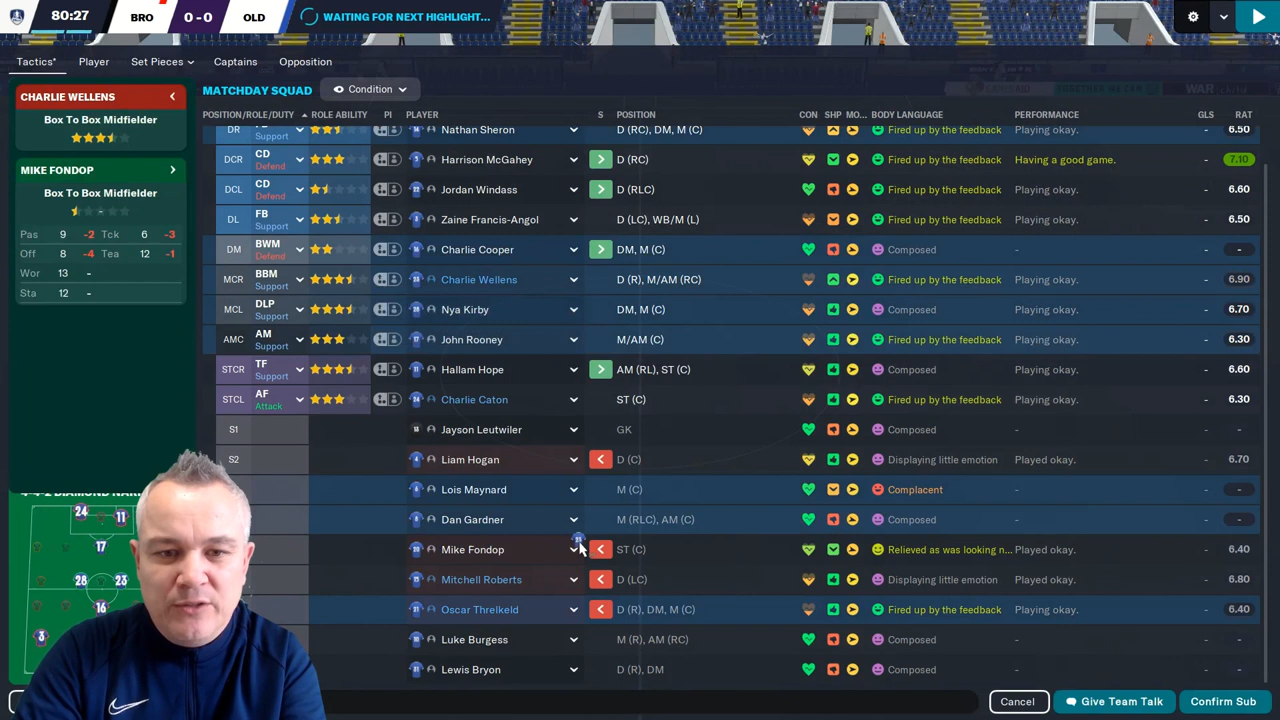 80:27 BRO 0 - 0 OLD WAITING FOR NEXT HIGHLIGHT...
Tactics* Player Set Pieces Captains Opposition
CHARLIE WELLENS
Box To Box Midfielder
MIKE FONDOP
Box To Box Midfielder
Pas 9 -2 Tck 6 -3
Off 8 -4 Tea 12 -1
Wor 13 -
Sta 12 -
MATCHDAY SQUAD Condition
POSITION/ROLE/DUTY ROLE ABILITY PI PLAYER S POSITION CON SHP MO... BODY LANGUAGE PERFORMANCE GLS RAT
DR Support Nathan Sheron D (RC), DM, M (C) Fired up by the feedback Playing okay. - 6.50
DCR CD Defend Harrison McGahey D (RC) Fired up by the feedback Having a good game. - 7.10
DCL CD Defend Jordan Windass D (RLC) Fired up by the feedback Playing okay. - 6.60
DL FB Support Zaine Francis-Angol D (LC), WB/M (L) Fired up by the feedback Playing okay. - 6.50
DM BWM Defend Charlie Cooper DM, M (C) Composed - - -
MCR BBM Support Charlie Wellens D (R), M/AM (RC) Fired up by the feedback Playing okay. - 6.90
MCL DLP Support Nya Kirby DM, M (C) Composed Playing okay. - 6.70
AMC AM Support John Rooney M/AM (C) Fired up by the feedback Playing okay. - 6.30
STCR TF Support Hallam Hope AM (RL), ST (C) Composed Playing okay. - 6.60
STCL AF Attack Charlie Caton ST (C) Fired up by the feedback Playing okay. - 6.30
S1 Jayson Leutwiler GK Composed - - -
S2 Liam Hogan D (C) Displaying little emotion Played okay. - 6.70
Lois Maynard M (C) Complacent - - -
Dan Gardner M (RLC), AM (C) Composed - - -
Mike Fondop ST (C) Relieved as was looking n... Played okay. - 6.40
Mitchell Roberts D (LC) Displaying little emotion Played okay. - 6.80
Oscar Threlkeld D (R), DM, M (C) Fired up by the feedback Playing okay. - 6.40
Luke Burgess M (R), AM (RC) Composed - - -
Lewis Bryon D (R), DM Composed - - -
24 11
17
28 23
16
3
Cancel Give Team Talk Confirm Sub